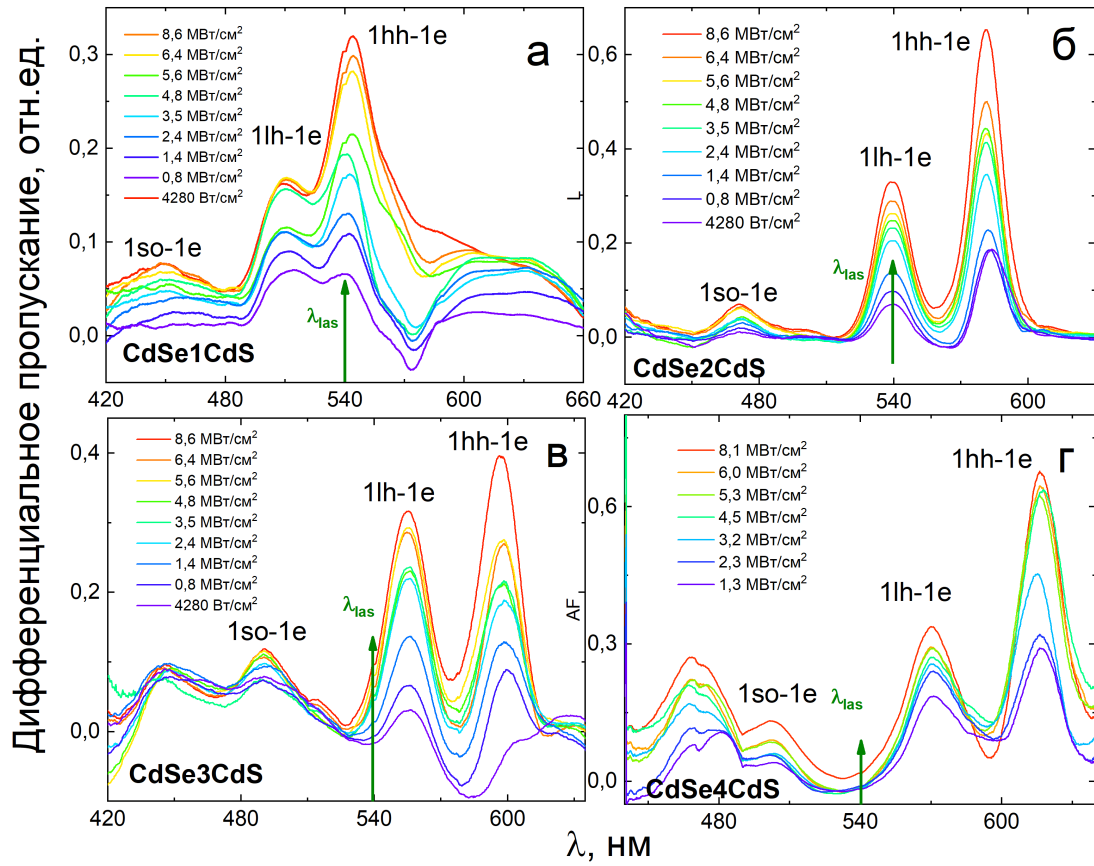 Дифференциальное пропускание, отн.ед.
а
1hh-1e
1lh-1e
1so-1e
8,6 МВт/см²
6,4 МВт/см²
5,6 МВт/см²
4,8 МВт/см²
3,5 МВт/см²
2,4 МВт/см²
1,4 МВт/см²
0,8 МВт/см²
4280 Вт/см²
λlas
CdSe1CdS
0,3
0,2
0,1
0,0
420
480
540
600
660
L
б
1hh-1e
1lh-1e
1so-1e
8,6 МВт/см²
6,4 МВт/см²
5,6 МВт/см²
4,8 МВт/см²
3,5 МВт/см²
2,4 МВт/см²
1,4 МВт/см²
0,8 МВт/см²
4280 Вт/см²
λlas
CdSe2CdS
0,6
0,4
0,2
0,0
480
540
600
в
1hh-1e
1lh-1e
1so-1e
8,6 МВт/см²
6,4 МВт/см²
5,6 МВт/см²
4,8 МВт/см²
3,5 МВт/см²
2,4 МВт/см²
1,4 МВт/см²
0,8 МВт/см²
4280 Вт/см²
λlas
CdSe3CdS
0,4
0,2
0,0
420
480
540
600
AF
г
1hh-1e
1lh-1e
1so-1e
8,1 МВт/см²
6,0 МВт/см²
5,3 МВт/см²
4,5 МВт/см²
3,2 МВт/см²
2,3 МВт/см²
1,3 МВт/см²
λlas
CdSe4CdS
0,6
0,3
0,0
480
540
600
λ, нм